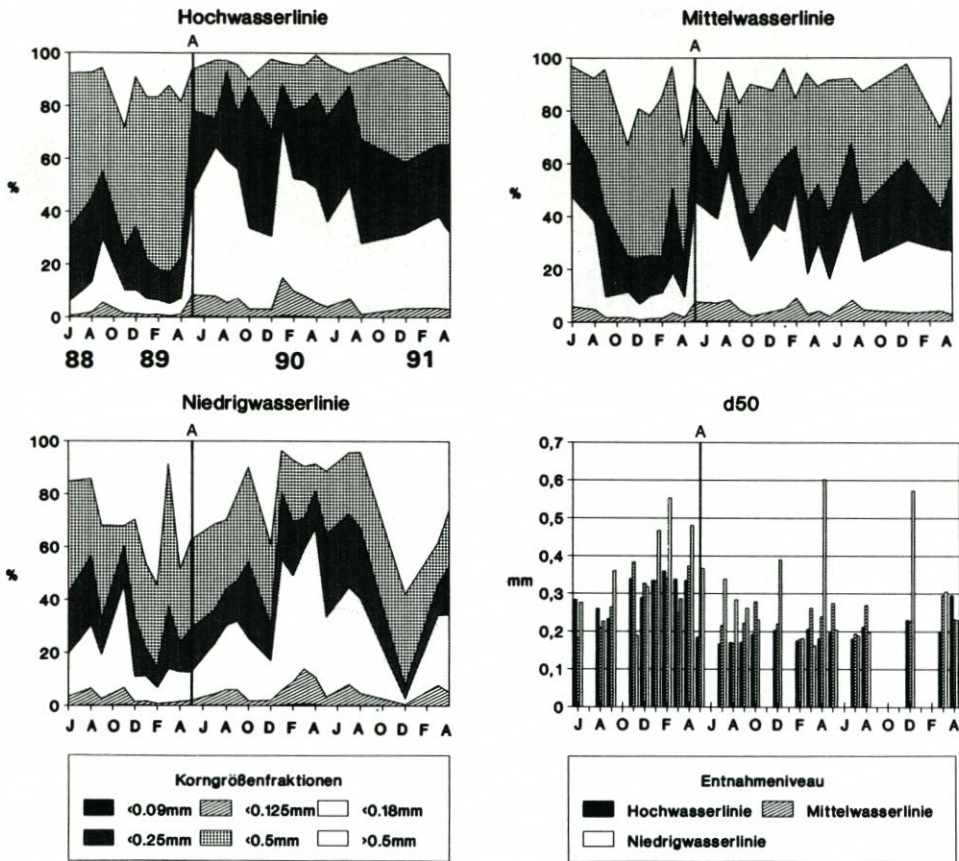 Hochwasserlinie
A
100
80
60
40
20
0
%
J A O D F A J A O D F A J A O D F A
88 89 90 91
Mittelwasserlinie
A
100
80
60
40
20
0
%
J A O D F A J A O D F A J A O D F A
Niedrigwasserlinie
A
100
80
60
40
20
0
%
J A O D F A J A O D F A J A O D F A
d50
A
0,7
0,6
0,5
0,4
0,3
0,2
0,1
0
mm
J A O D F A J A O D F A J A O D F A
Korngrößenfraktionen
<0.09mm <0.125mm <0.18mm
<0.25mm <0.5mm >0.5mm
Entnahmeniveau
Hochwasserlinie Mittelwasserlinie
Niedrigwasserlinie